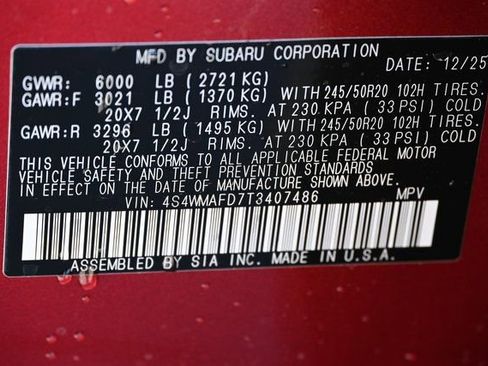 MFD BY SUBARU CORPORATION
DATE: 12/25
GVWR: 6000 LB (2721 KG)
GAWR:F 3021 LB (1370 KG) WITH 245/50R20 102H TIRES.
20X7 1/2J RIMS. AT 230 KPA (33 PSI) COLD
GAWR:R 3296 LB (1495 KG) WITH 245/50R20 102H TIRES.
20X7 1/2J RIMS. AT 230 KPA (33 PSI) COLD
THIS VEHICLE CONFORMS TO ALL APPLICABLE FEDERAL MOTOR
VEHICLE SAFETY AND THEFT PREVENTION STANDARDS
IN EFFECT ON THE DATE OF MANUFACTURE SHOWN ABOVE.
VIN: 4S4WMAFD7T3407486 MPV
ASSEMBLED BY SIA INC. MADE IN U.S.A.